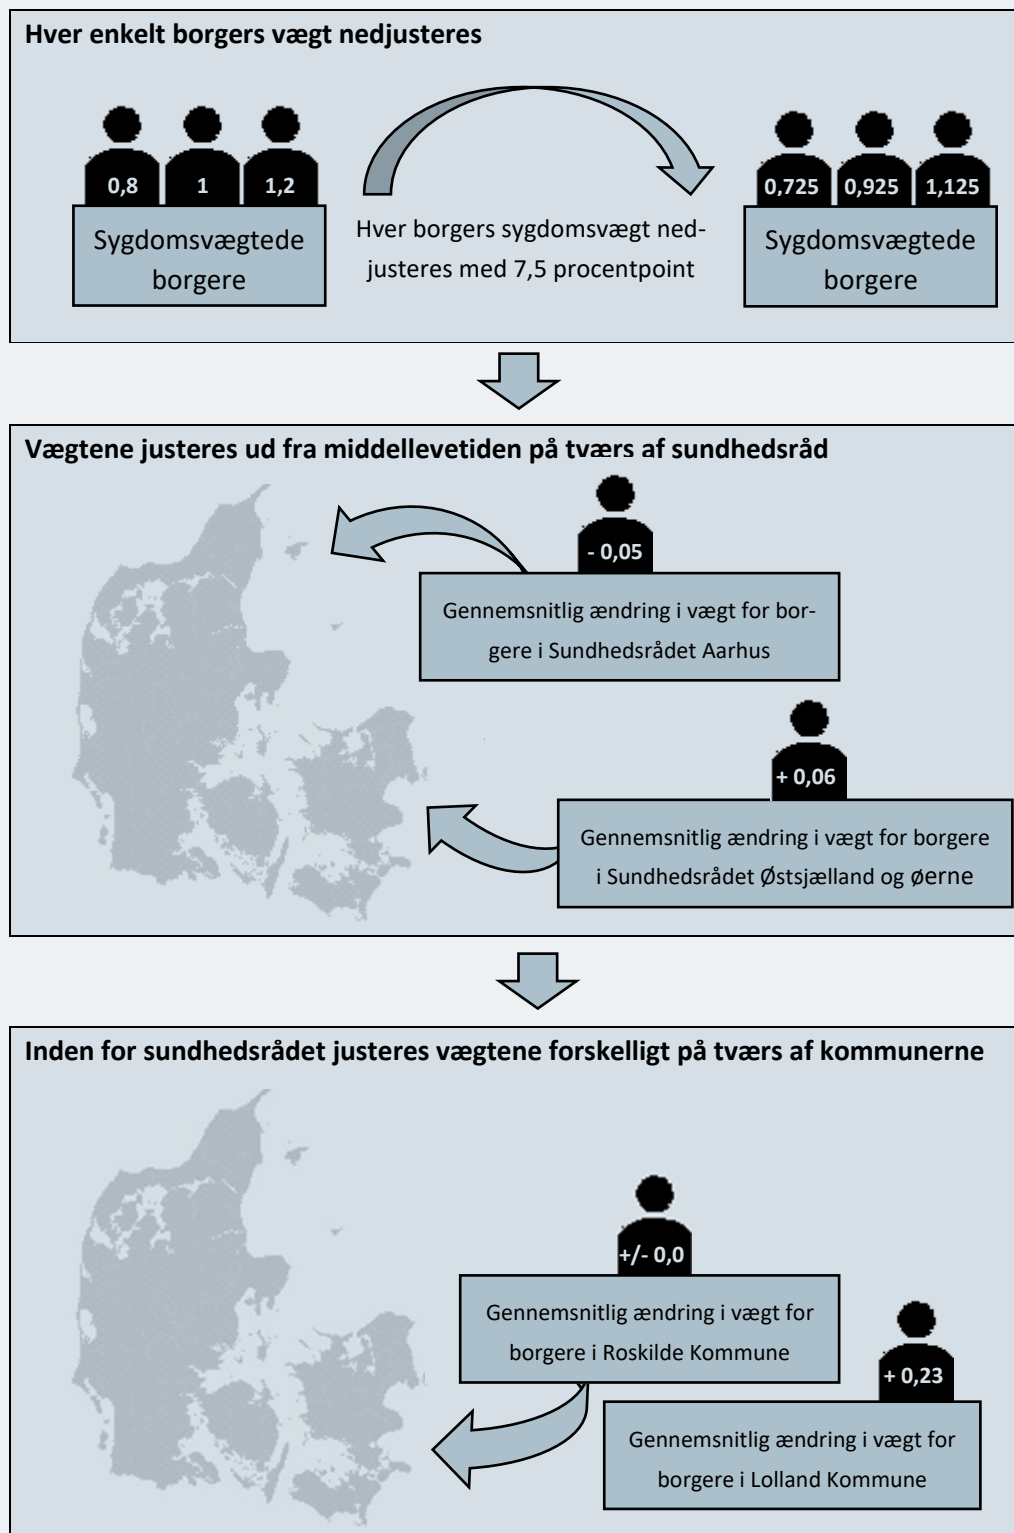 Hver enkelt borgers vægt nedjusteres
0,8 1 1,2
Sygdomsvægtede
borgere
Hver borgers sygdomsvægt ned-
justeres med 7,5 procentpoint
0,725 0,925 1,125
Sygdomsvægtede
borgere
Vægtene justeres ud fra middellevetiden på tværs af sundhedsråd
- 0,05
Gennemsnitlig ændring i vægt for bor-
gere i Sundhedsrådet Aarhus
+ 0,06
Gennemsnitlig ændring i vægt for borgere
i Sundhedsrådet Østsjælland og øerne
Inden for sundhedsrådet justeres vægtene forskelligt på tværs af kommunerne
+/- 0,0
Gennemsnitlig ændring i vægt for
borgere i Roskilde Kommune
+ 0,23
Gennemsnitlig ændring i vægt for
borgere i Lolland Kommune